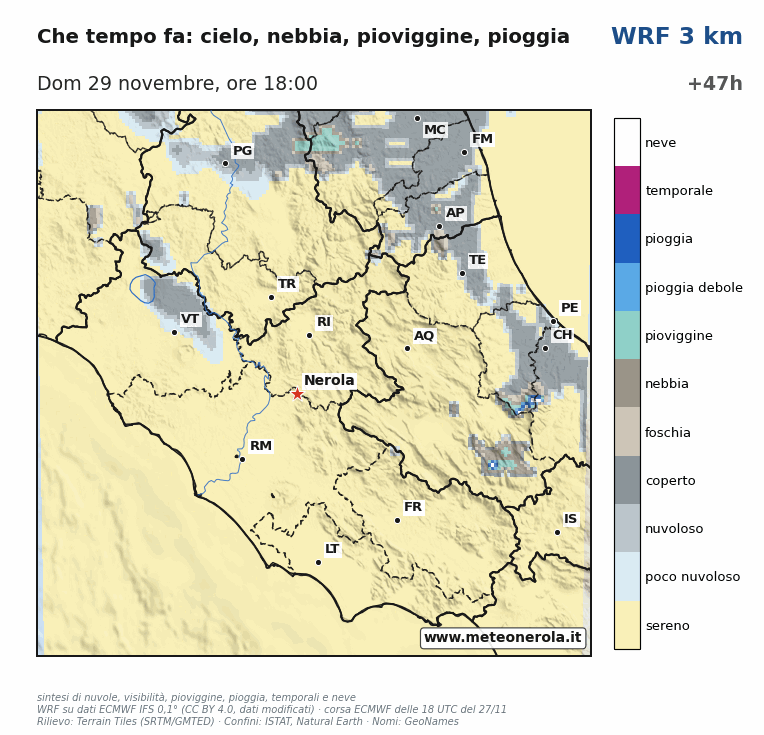 Che tempo fa: cielo, nebbia, pioviggine, pioggia
WRF 3 km
Dom 29 novembre, ore 18:00
+47h
MC
FM
PG
AP
TE
TR
PE
VT
RI
AQ
CH
Nerola
RM
FR
IS
LT
www.meteonerola.it
neve
temporale
pioggia
pioggia debole
pioviggine
nebbia
foschia
coperto
nuvoloso
poco nuvoloso
sereno
sintesi di nuvole, visibilità, pioviggine, pioggia, temporali e neve
WRF su dati ECMWF IFS 0,1° (CC BY 4.0, dati modificati) · corsa ECMWF delle 18 UTC del 27/11
Rilievo: Terrain Tiles (SRTM/GMTED) · Confini: ISTAT, Natural Earth · Nomi: GeoNames